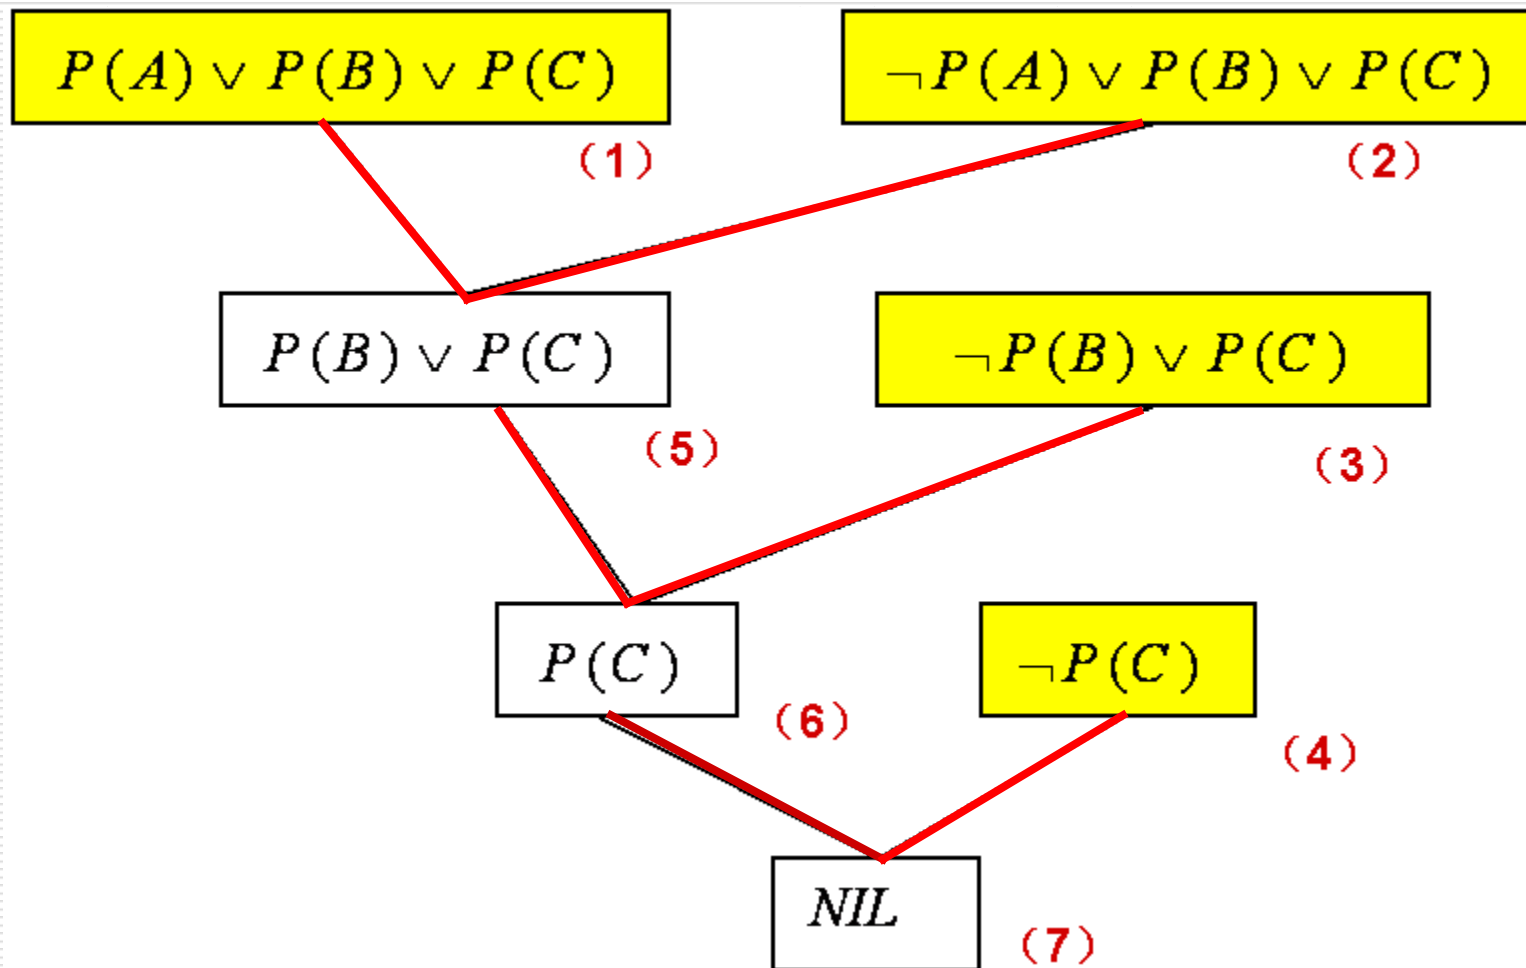 P(A) ∨ P(B) ∨ P(C)
¬P(A) ∨ P(B) ∨ P(C)
（1）
（2）
P(B) ∨ P(C)
¬P(B) ∨ P(C)
（5）
（3）
P(C)
¬P(C)
（6）
（4）
NIL
（7）